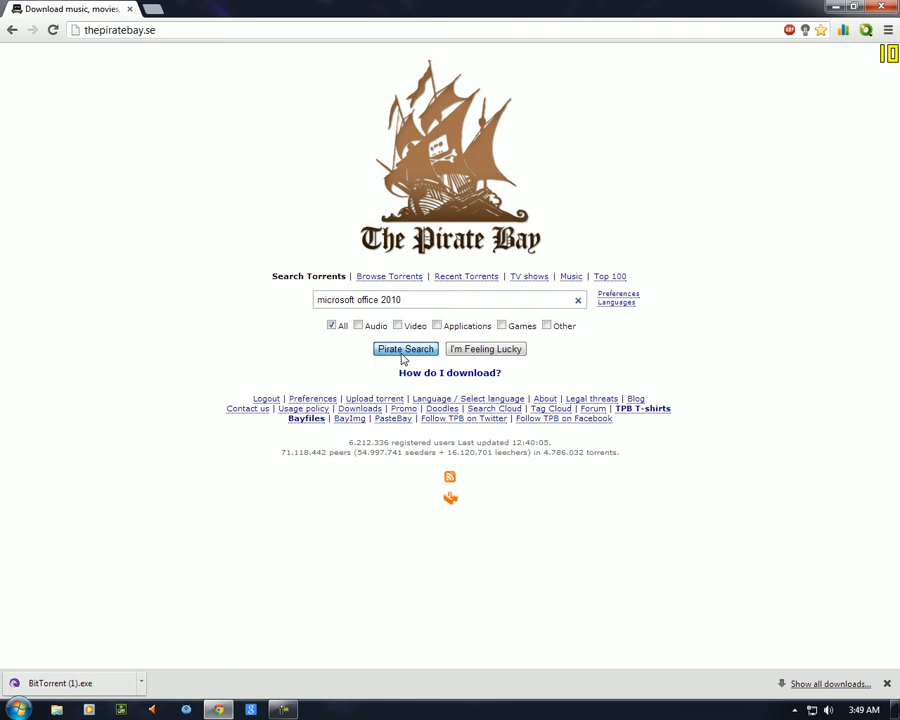 Download music, movies,
thepiratebay.se
ABP
10
The Pirate Bay
Search Torrents | Browse Torrents | Recent Torrents | TV shows | Music | Top 100
microsoft office 2010
Preferences
Languages
All Audio Video Applications Games Other
Pirate Search I'm Feeling Lucky
How do I download?
Logout | Preferences | Upload torrent | Language / Select language | About | Legal threats | Blog
Contact us | Usage policy | Downloads | Promo | Doodles | Search Cloud | Tag Cloud | Forum | TPB T-shirts
Bayfiles | BayImg | PasteBay | Follow TPB on Twitter | Follow TPB on Facebook
6.212.336 registered users Last updated 12:40:05.
71.118.442 peers (54.997.741 seeders + 16.120.701 leechers) in 4.786.032 torrents.
BitTorrent (1).exe
Show all downloads...
3:49 AM